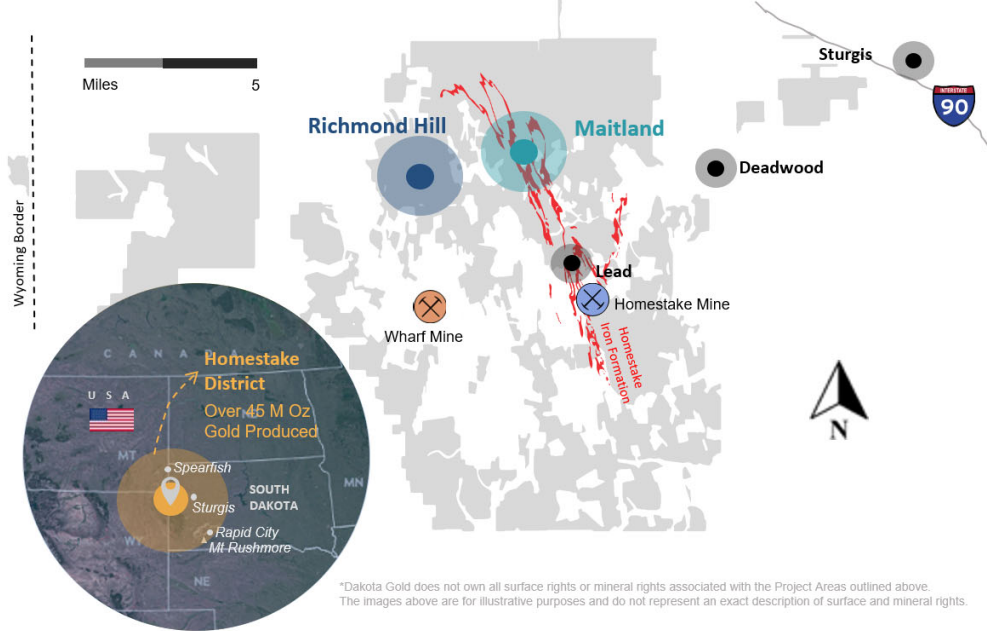 Sturgis
INTERSTATE
90
Miles
5
Richmond Hill
Maitland
Deadwood
Wyoming Border
Lead
Homestake Mine
Wharf Mine
Homestake
Iron Formation
N
CANADA
Homestake
District
Over 45 M Oz
Gold Produced
USA
ND
MT
Spearfish
SOUTH
DAKOTA
MN
Sturgis
Rapid City
Mt Rushmore
WY
NE
*Dakota Gold does not own all surface rights or mineral rights associated with the Project Areas outlined above.
The images above are for illustrative purposes and do not represent an exact description of surface and mineral rights.